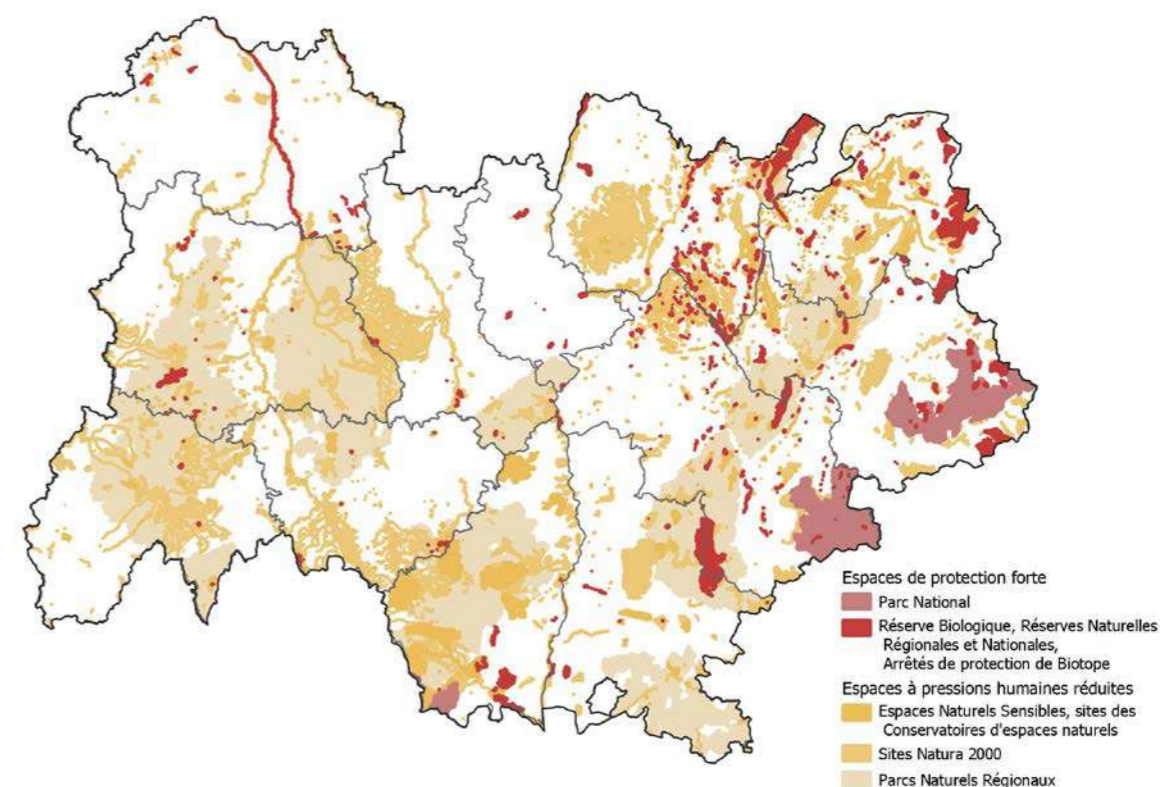 Espaces de protection forte
Parc National
Réserve Biologique, Réserves Naturelles
Régionales et Nationales,
Arrêtés de protection de Biotope
Espaces à pressions humaines réduites
Espaces Naturels Sensibles, sites des
Conservatoires d'espaces naturels
Sites Natura 2000
Parcs Naturels Régionaux